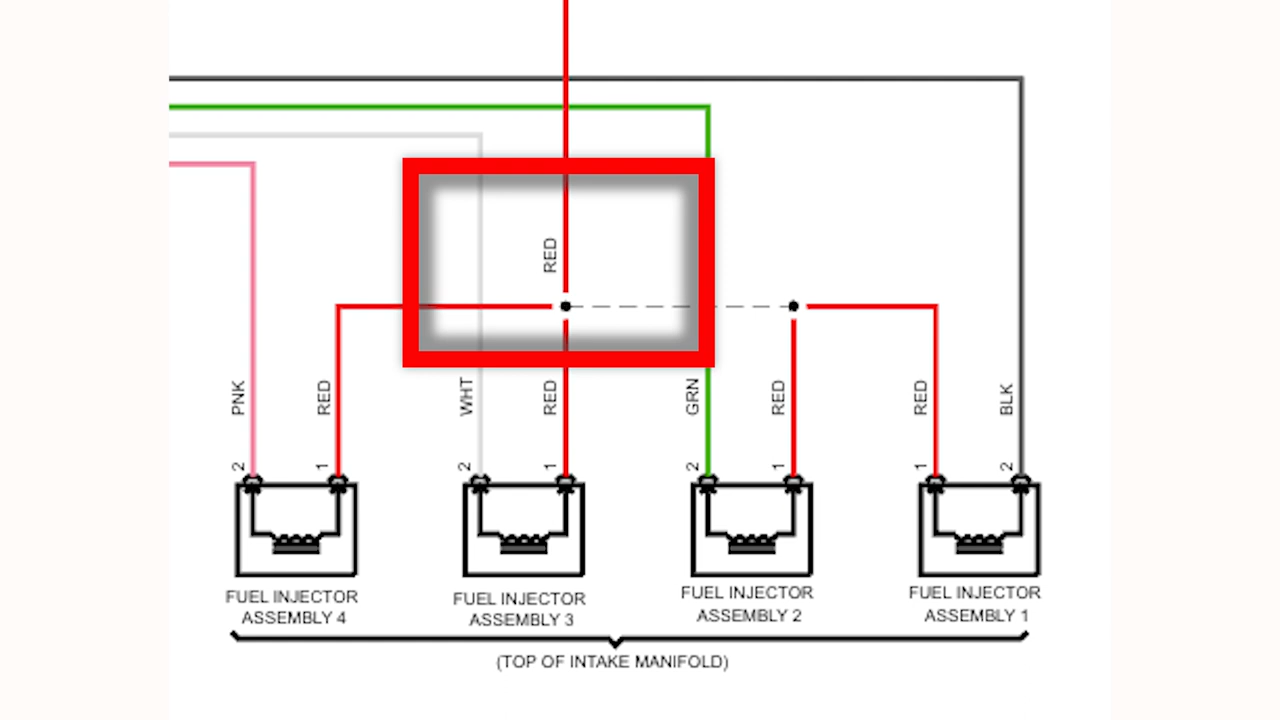 RED
PNK
RED
WHT
RED
GRN
RED
RED
BLK
2
1
2
1
2
1
1
2
FUEL INJECTOR
ASSEMBLY 4
FUEL INJECTOR
ASSEMBLY 3
FUEL INJECTOR
ASSEMBLY 2
FUEL INJECTOR
ASSEMBLY 1
(TOP OF INTAKE MANIFOLD)